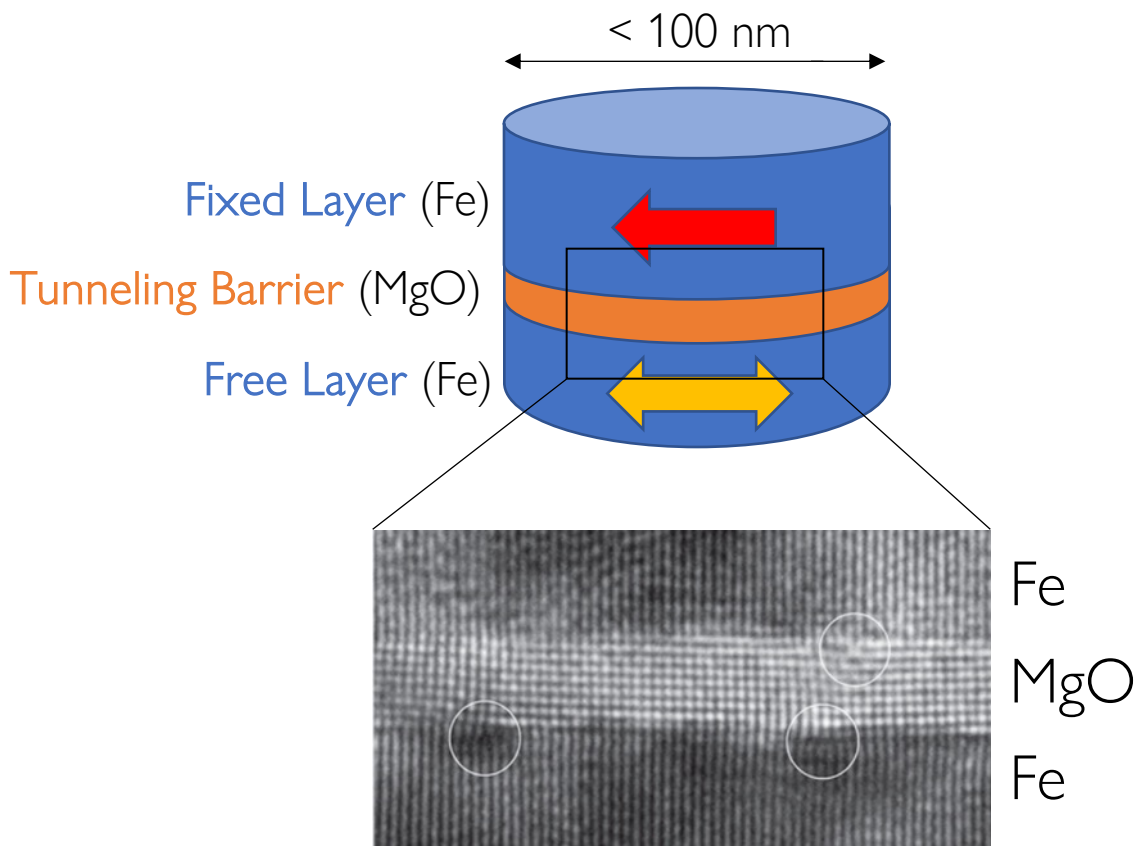 < 100 nm
Fixed Layer (Fe)
Tunneling Barrier (MgO)
Free Layer (Fe)
Fe
MgO
Fe